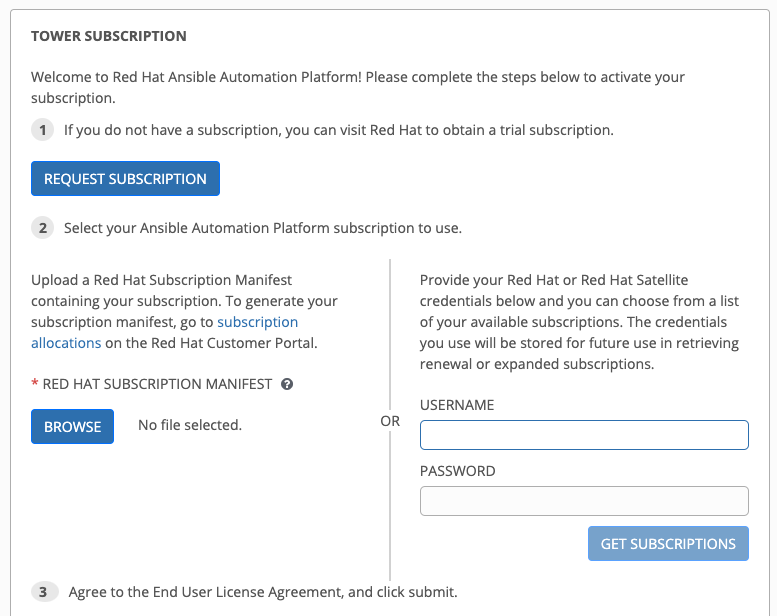 TOWER SUBSCRIPTION
Welcome to Red Hat Ansible Automation Platform! Please complete the steps below to activate your
subscription.
1 If you do not have a subscription, you can visit Red Hat to obtain a trial subscription.
REQUEST SUBSCRIPTION
2 Select your Ansible Automation Platform subscription to use.
Upload a Red Hat Subscription Manifest
containing your subscription. To generate your
subscription manifest, go to subscription
allocations on the Red Hat Customer Portal.
* RED HAT SUBSCRIPTION MANIFEST ?
BROWSE No file selected.
OR
Provide your Red Hat or Red Hat Satellite
credentials below and you can choose from a list
of your available subscriptions. The credentials
you use will be stored for future use in retrieving
renewal or expanded subscriptions.
USERNAME
PASSWORD
GET SUBSCRIPTIONS
3 Agree to the End User License Agreement, and click submit.